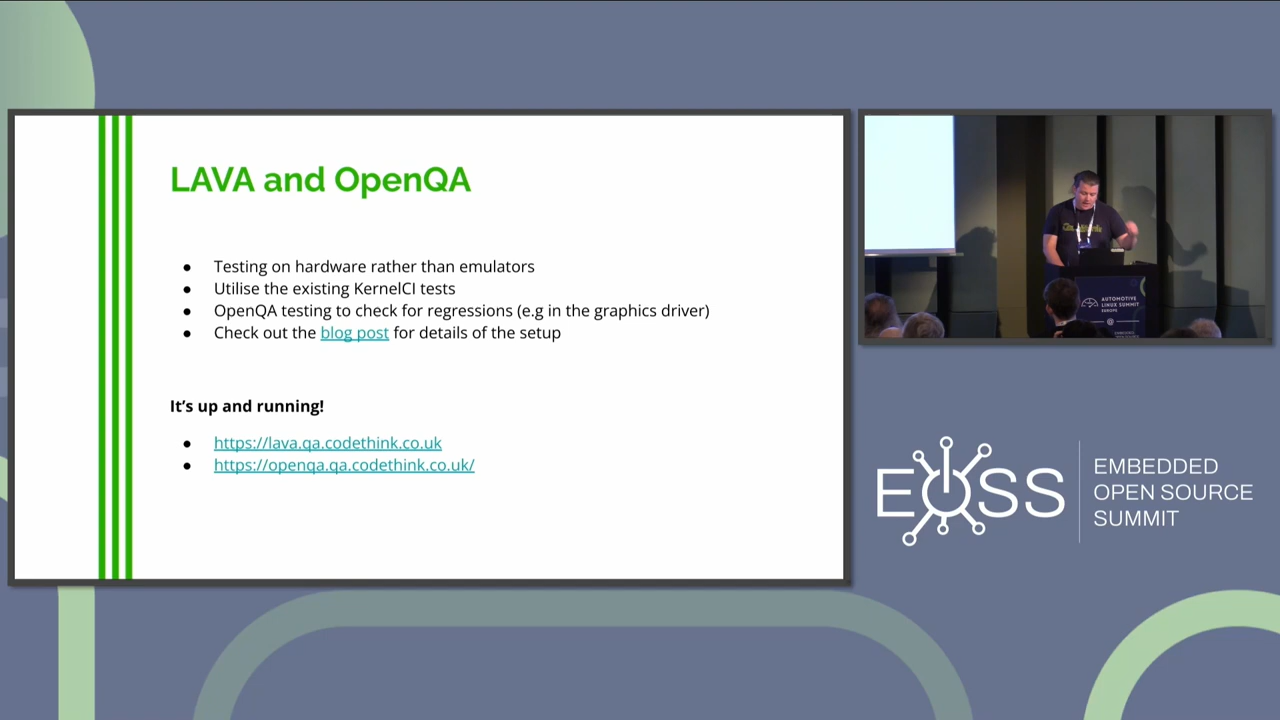 LAVA and OpenQA
● Testing on hardware rather than emulators
● Utilise the existing KernelCI tests
● OpenQA testing to check for regressions (e.g in the graphics driver)
● Check out the blog post for details of the setup
It's up and running!
● https://lava.qa.codethink.co.uk
● https://openqa.qa.codethink.co.uk/
AUTOMOTIVE
LINUX SUMMIT
EUROPE
EOSS
EMBEDDED
OPEN SOURCE
SUMMIT